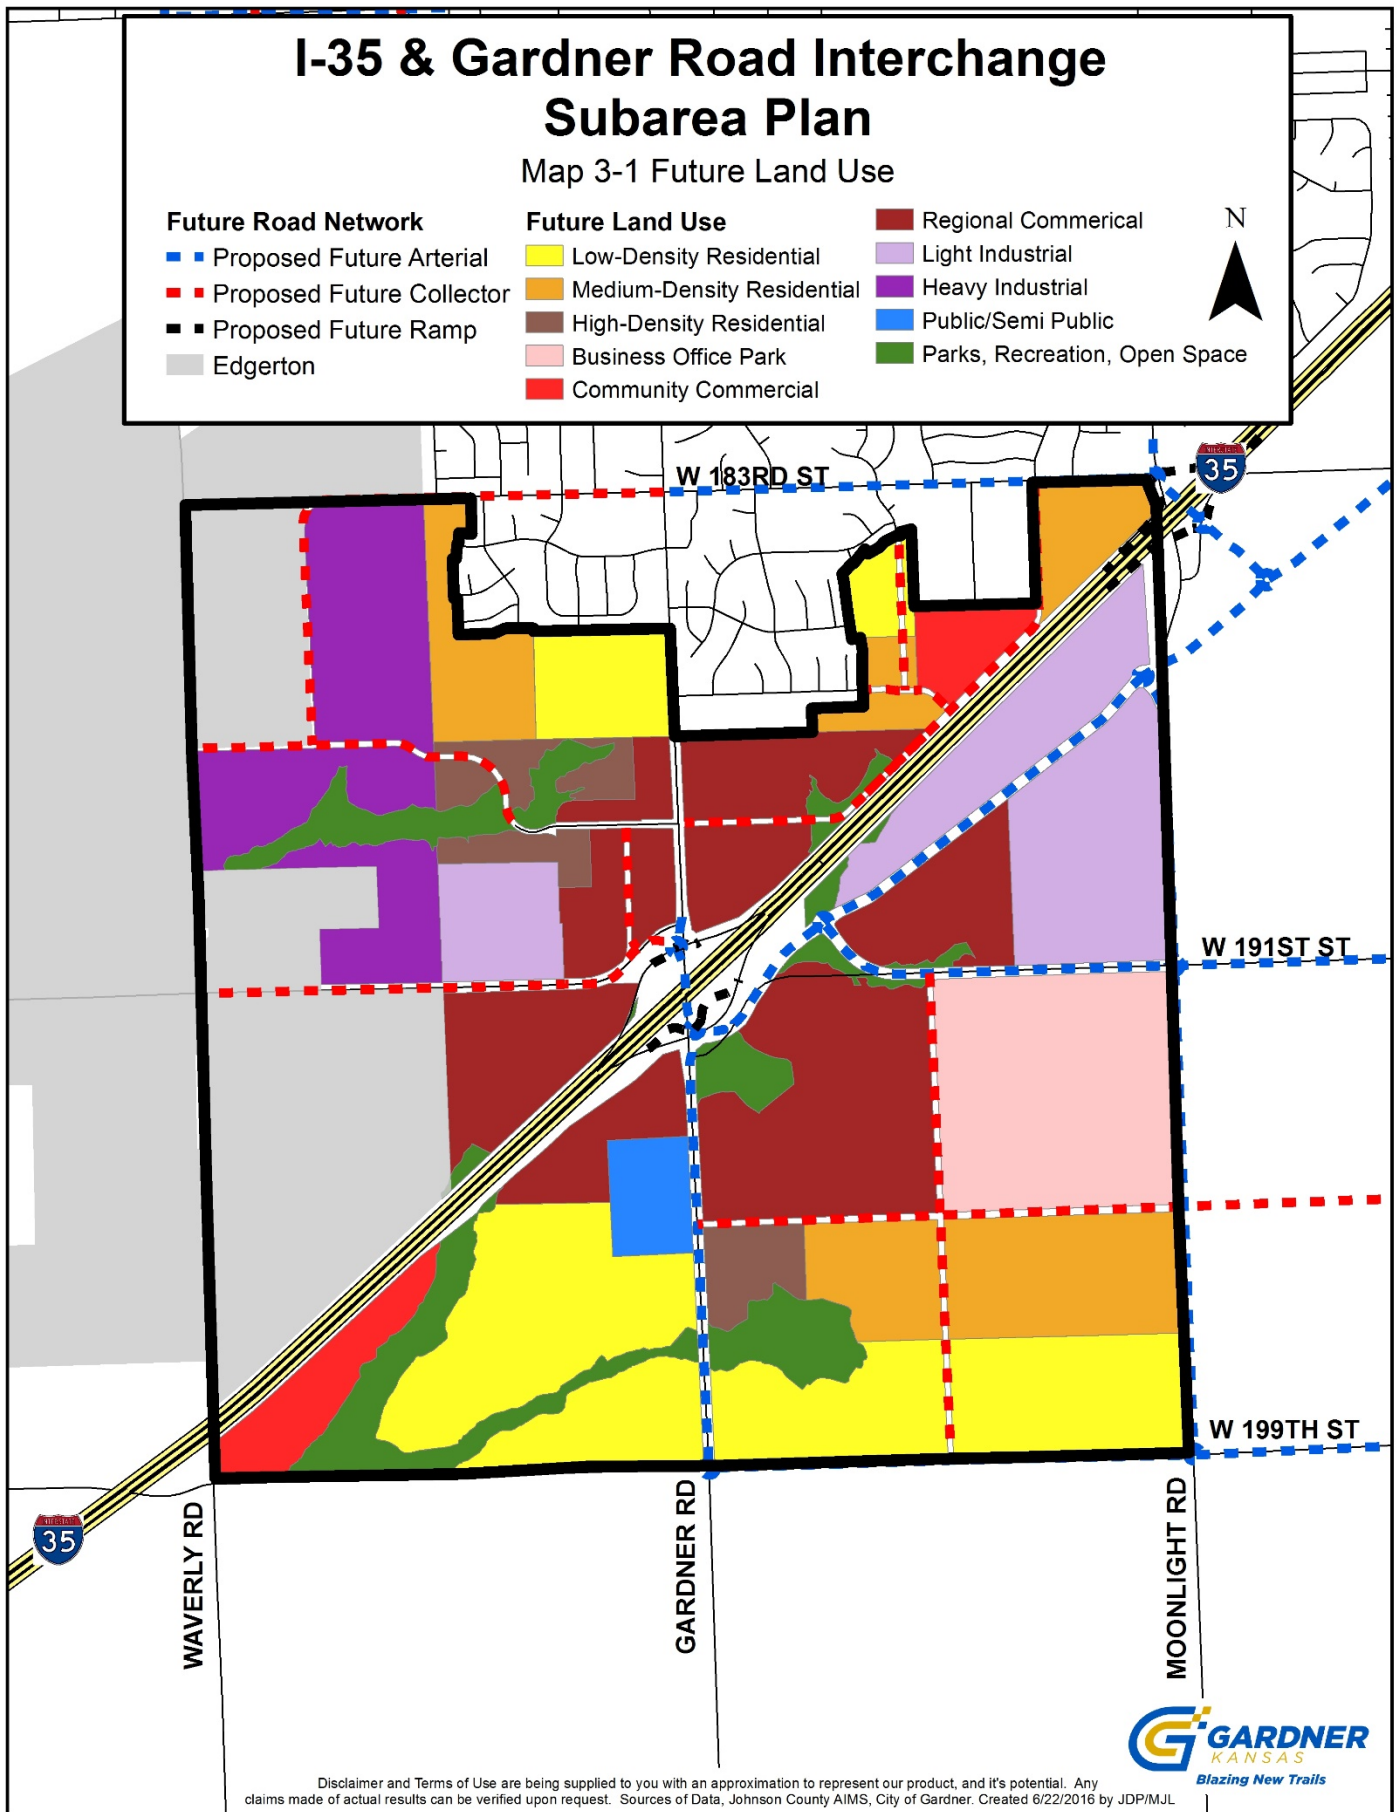 I-35 & Gardner Road Interchange
Subarea Plan
Map 3-1 Future Land Use
Future Road Network
Proposed Future Arterial
Proposed Future Collector
Proposed Future Ramp
Edgerton
Future Land Use
Low-Density Residential
Medium-Density Residential
High-Density Residential
Business Office Park
Community Commercial
Regional Commerical
Light Industrial
Heavy Industrial
Public/Semi Public
Parks, Recreation, Open Space
N
35
W 183RD ST
W 191ST ST
W 199TH ST
35
WAVERLY RD
GARDNER RD
MOONLIGHT RD
GARDNER
KANSAS
Blazing New Trails
Disclaimer and Terms of Use are being supplied to you with an approximation to represent our product, and it's potential. Any
claims made of actual results can be verified upon request. Sources of Data, Johnson County AIMS, City of Gardner. Created 6/22/2016 by JDP/MJL